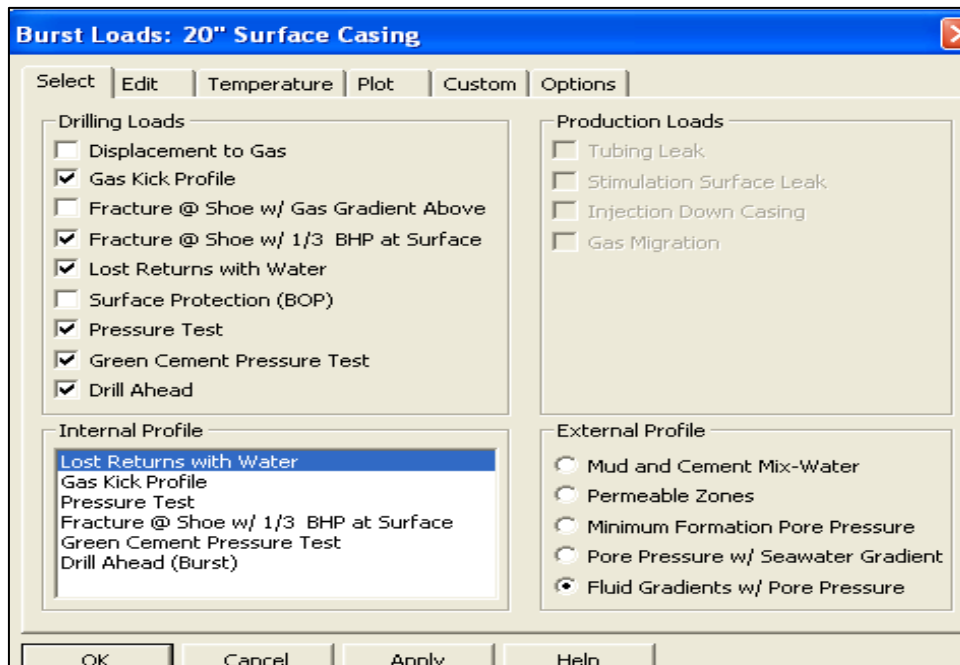 Burst Loads: 20" Surface Casing
Select Edit Temperature Plot Custom Options
Drilling Loads
Displacement to Gas
Gas Kick Profile
Fracture @ Shoe w/ Gas Gradient Above
Fracture @ Shoe w/ 1/3 BHP at Surface
Lost Returns with Water
Surface Protection (BOP)
Pressure Test
Green Cement Pressure Test
Drill Ahead
Production Loads
Tubing Leak
Stimulation Surface Leak
Injection Down Casing
Gas Migration
Internal Profile
Lost Returns with Water
Gas Kick Profile
Pressure Test
Fracture @ Shoe w/ 1/3 BHP at Surface
Green Cement Pressure Test
Drill Ahead (Burst)
External Profile
Mud and Cement Mix-Water
Permeable Zones
Minimum Formation Pore Pressure
Pore Pressure w/ Seawater Gradient
Fluid Gradients w/ Pore Pressure
OK Cancel Apply Help